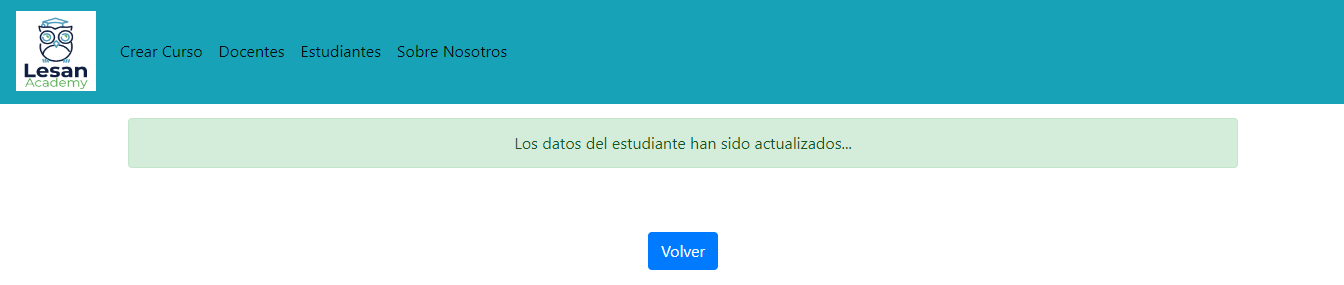 Lesan
Academy
Crear Curso Docentes Estudiantes Sobre Nosotros
Los datos del estudiante han sido actualizados...
Volver